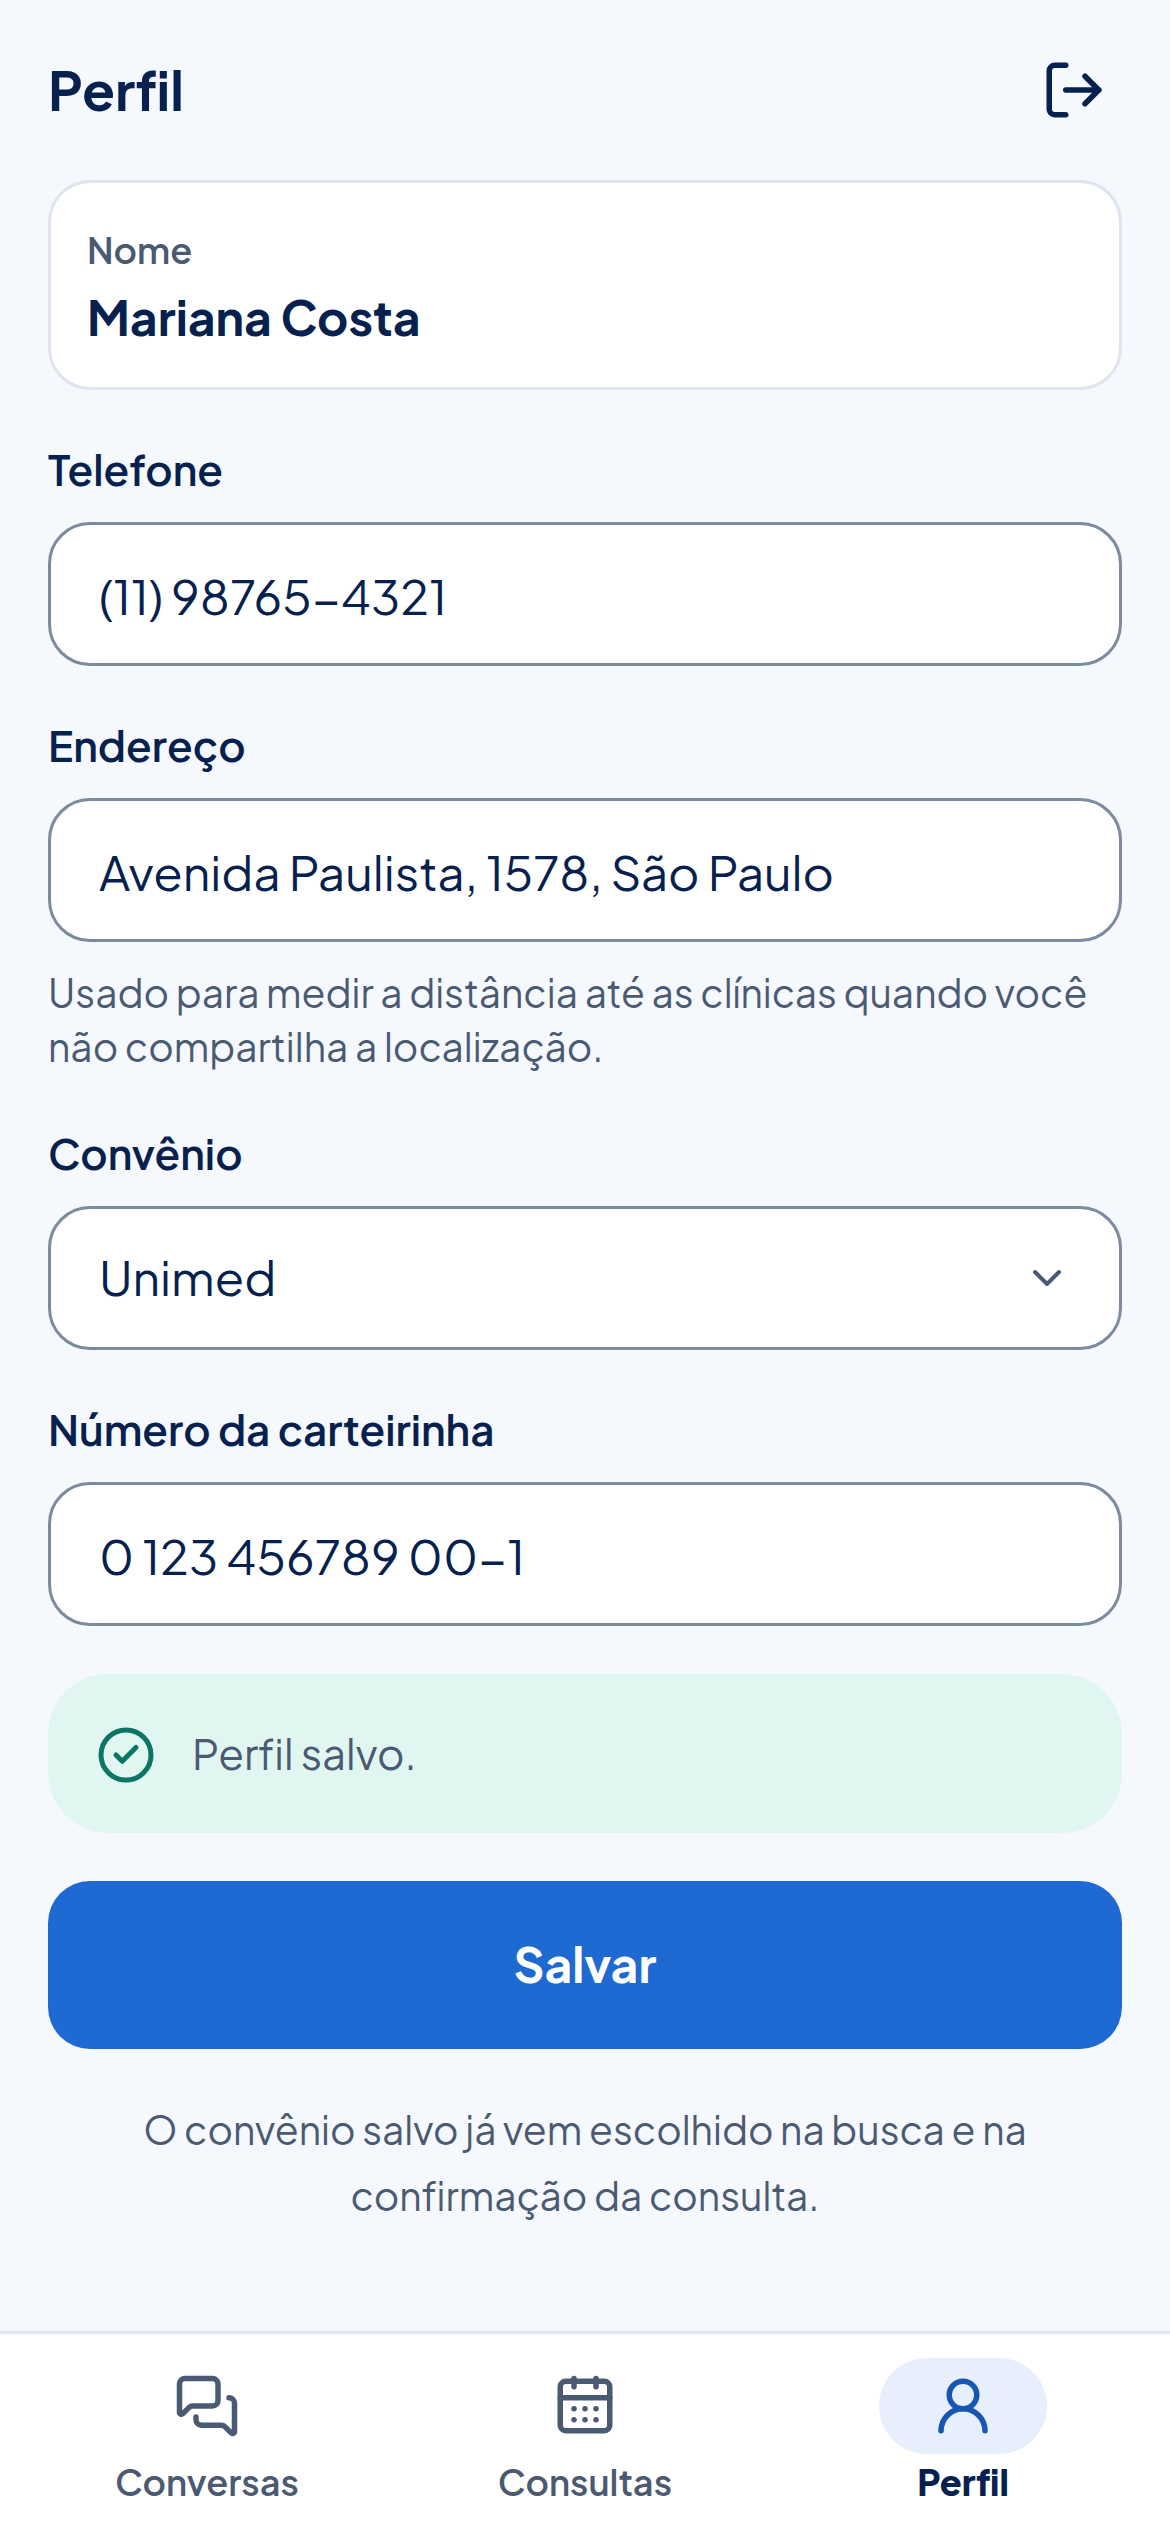 Perfil
Nome
Mariana Costa
Telefone
(11) 98765-4321
Endereço
Avenida Paulista, 1578, São Paulo
Usado para medir a distância até as clínicas quando você
não compartilha a localização.
Convênio
Unimed
Número da carteirinha
0 123 456789 00-1
Perfil salvo.
Salvar
O convênio salvo já vem escolhido na busca e na
confirmação da consulta.
Conversas
Consultas
Perfil